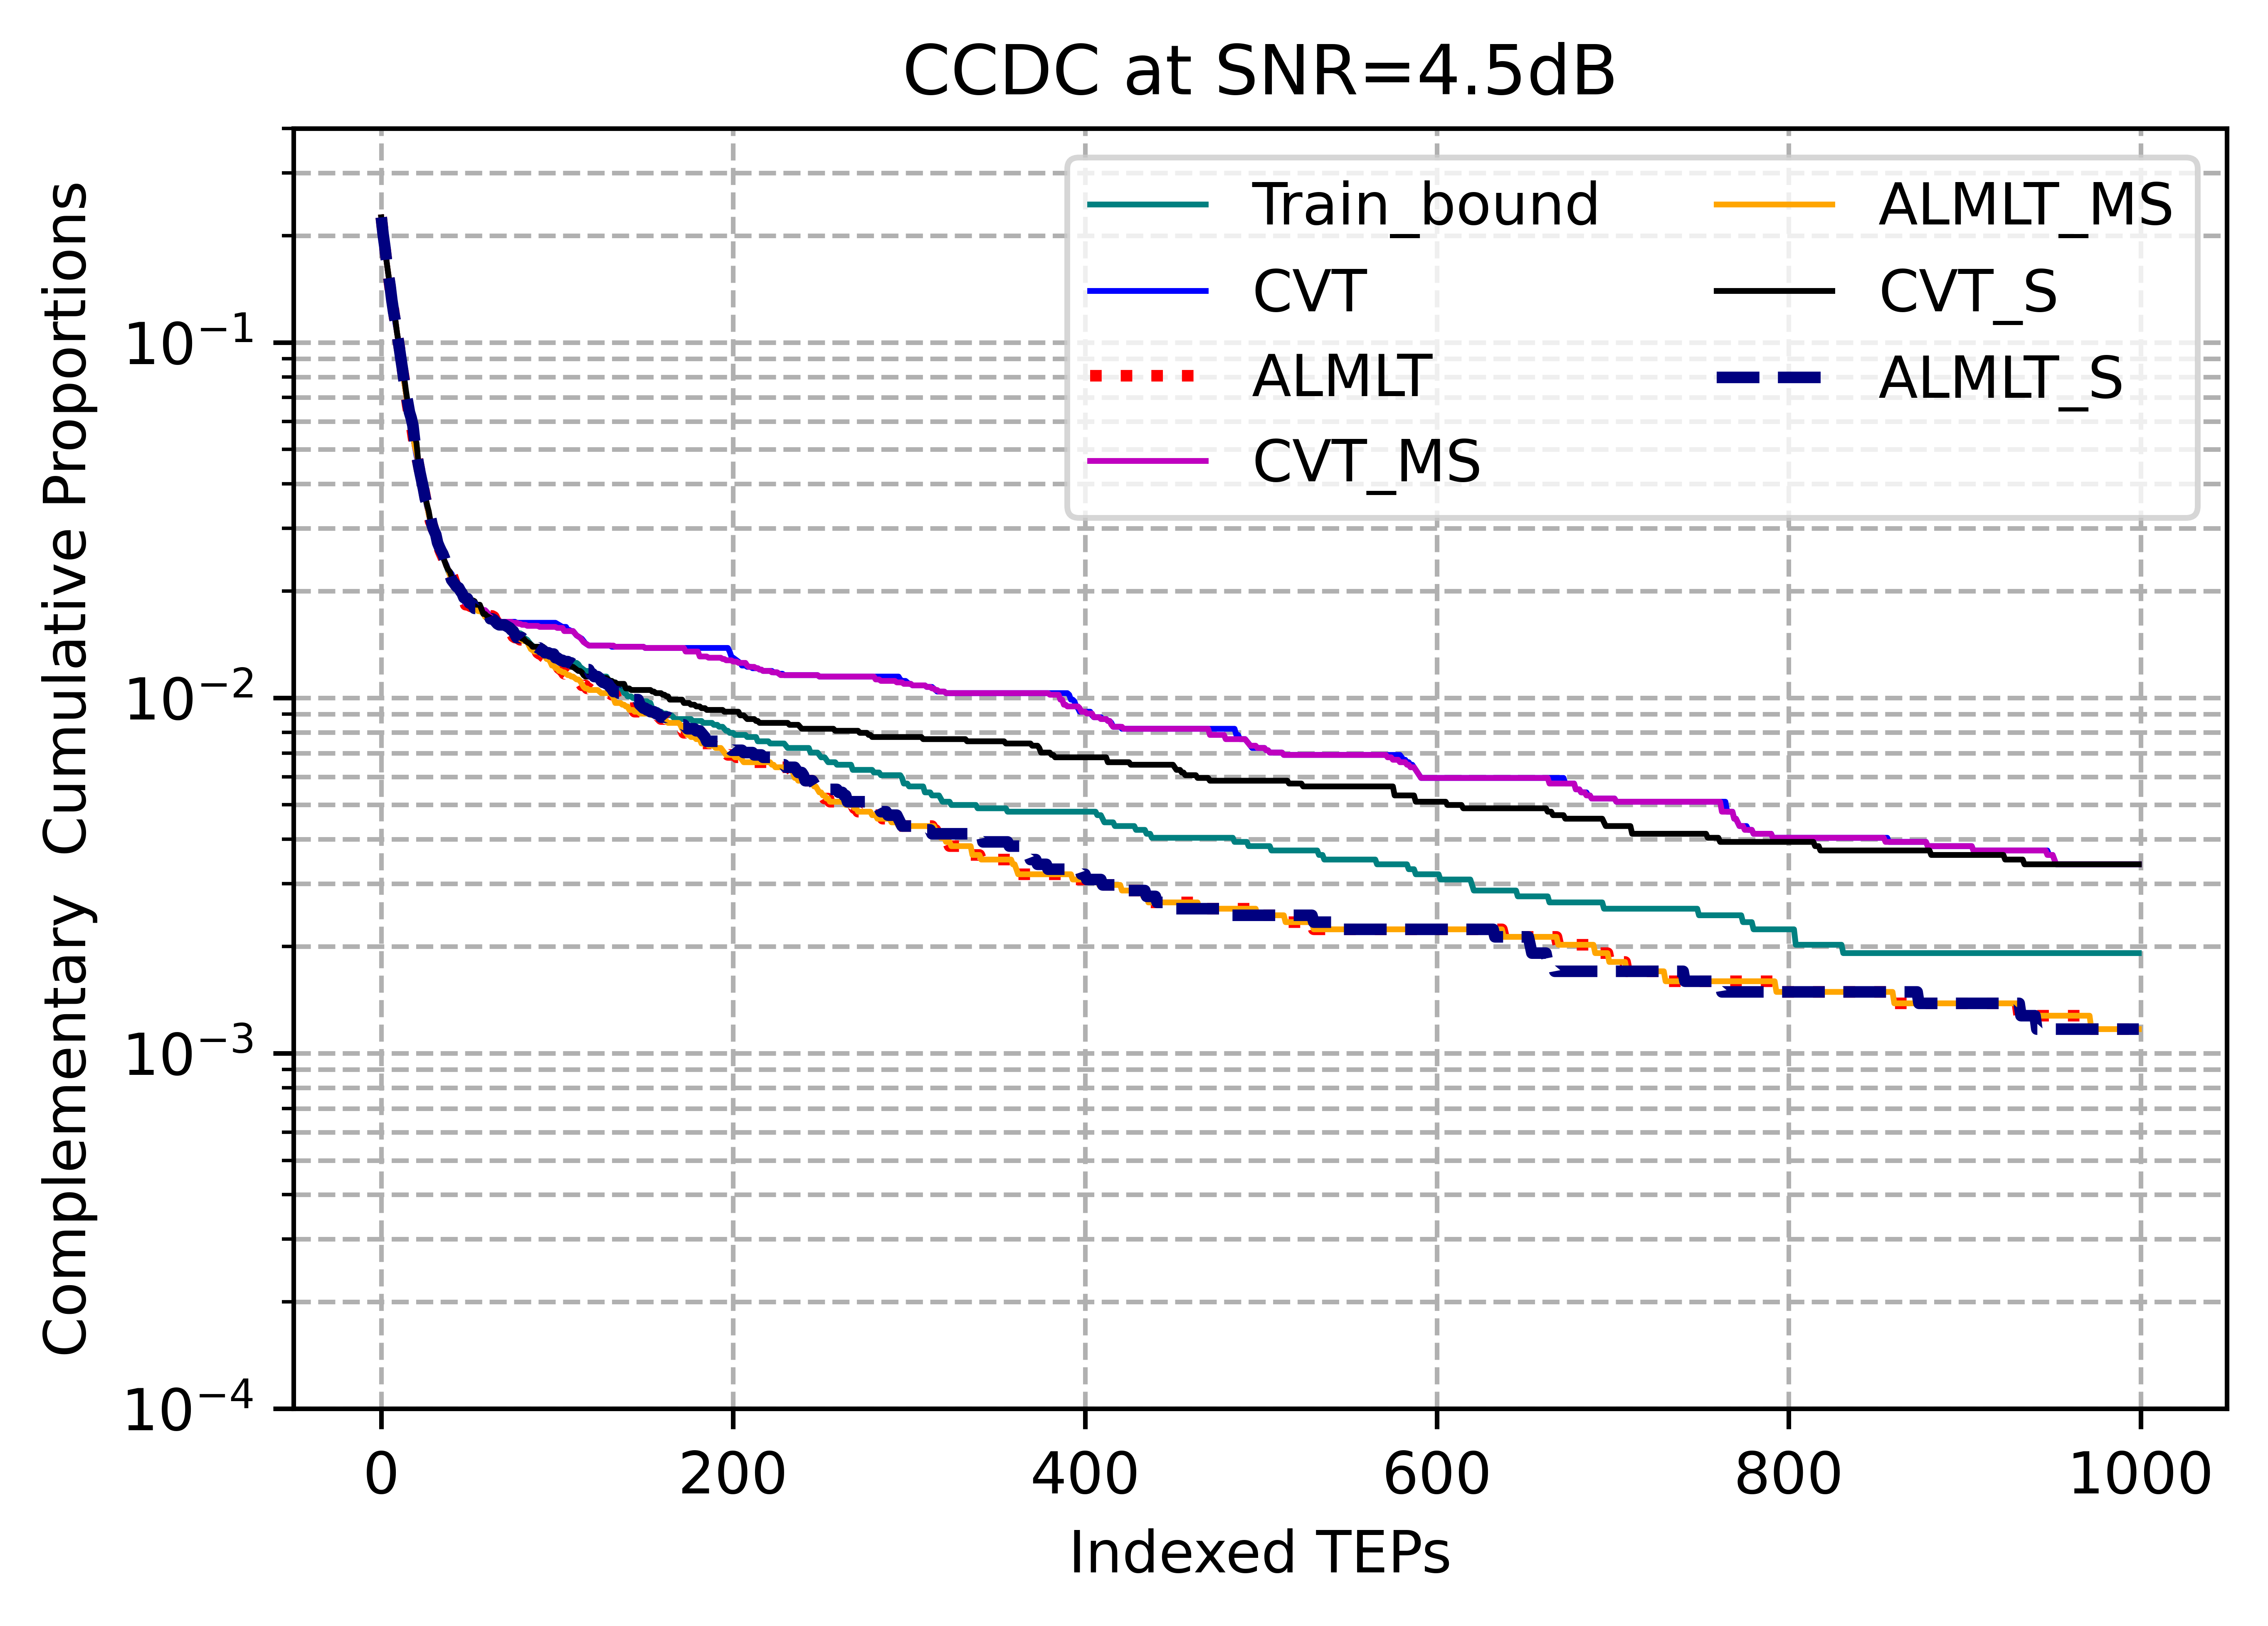 CCDC at SNR=4.5dB
Train_bound
CVT
ALMLT
CVT_MS
ALMLT_MS
CVT_S
ALMLT_S
Complementary Cumulative Proportions
10⁻¹
10⁻²
10⁻³
10⁻⁴
0 200 400 600 800 1000
Indexed TEPs